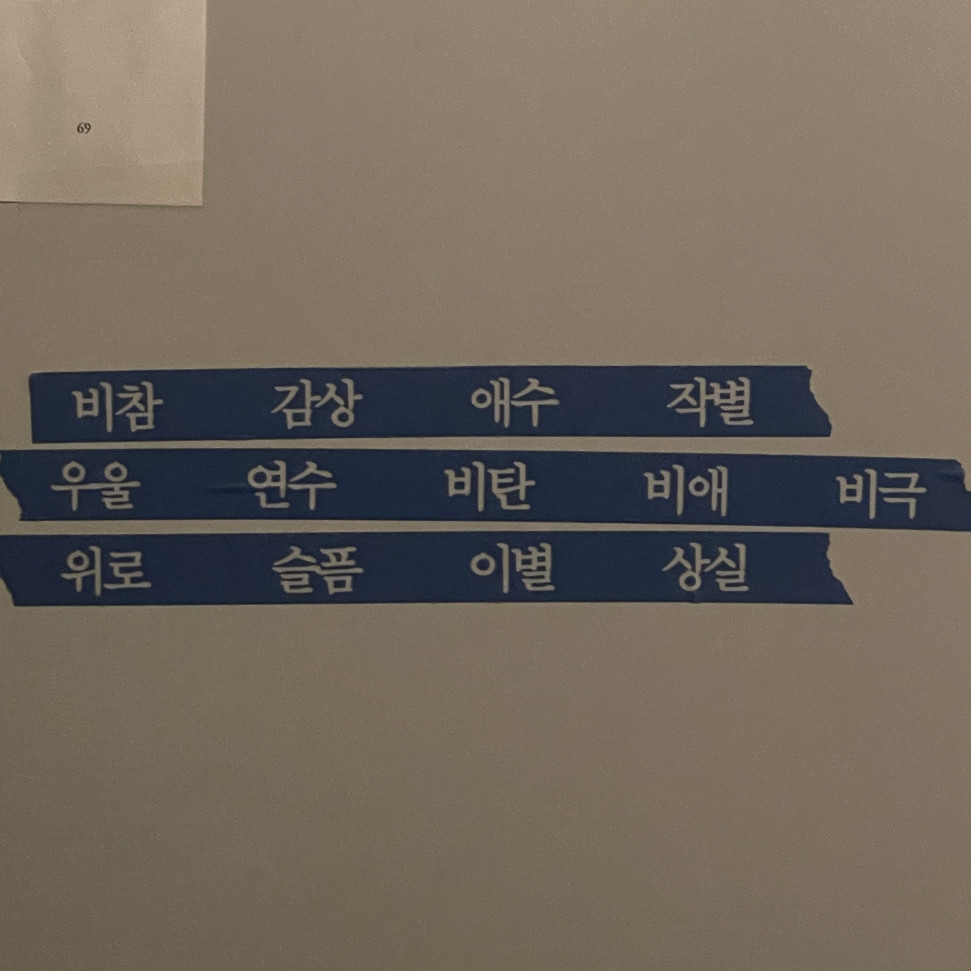 69
비참 감상 애수 작별
우울 연수 비탄 비애 비극
위로 슬픔 이별 상실